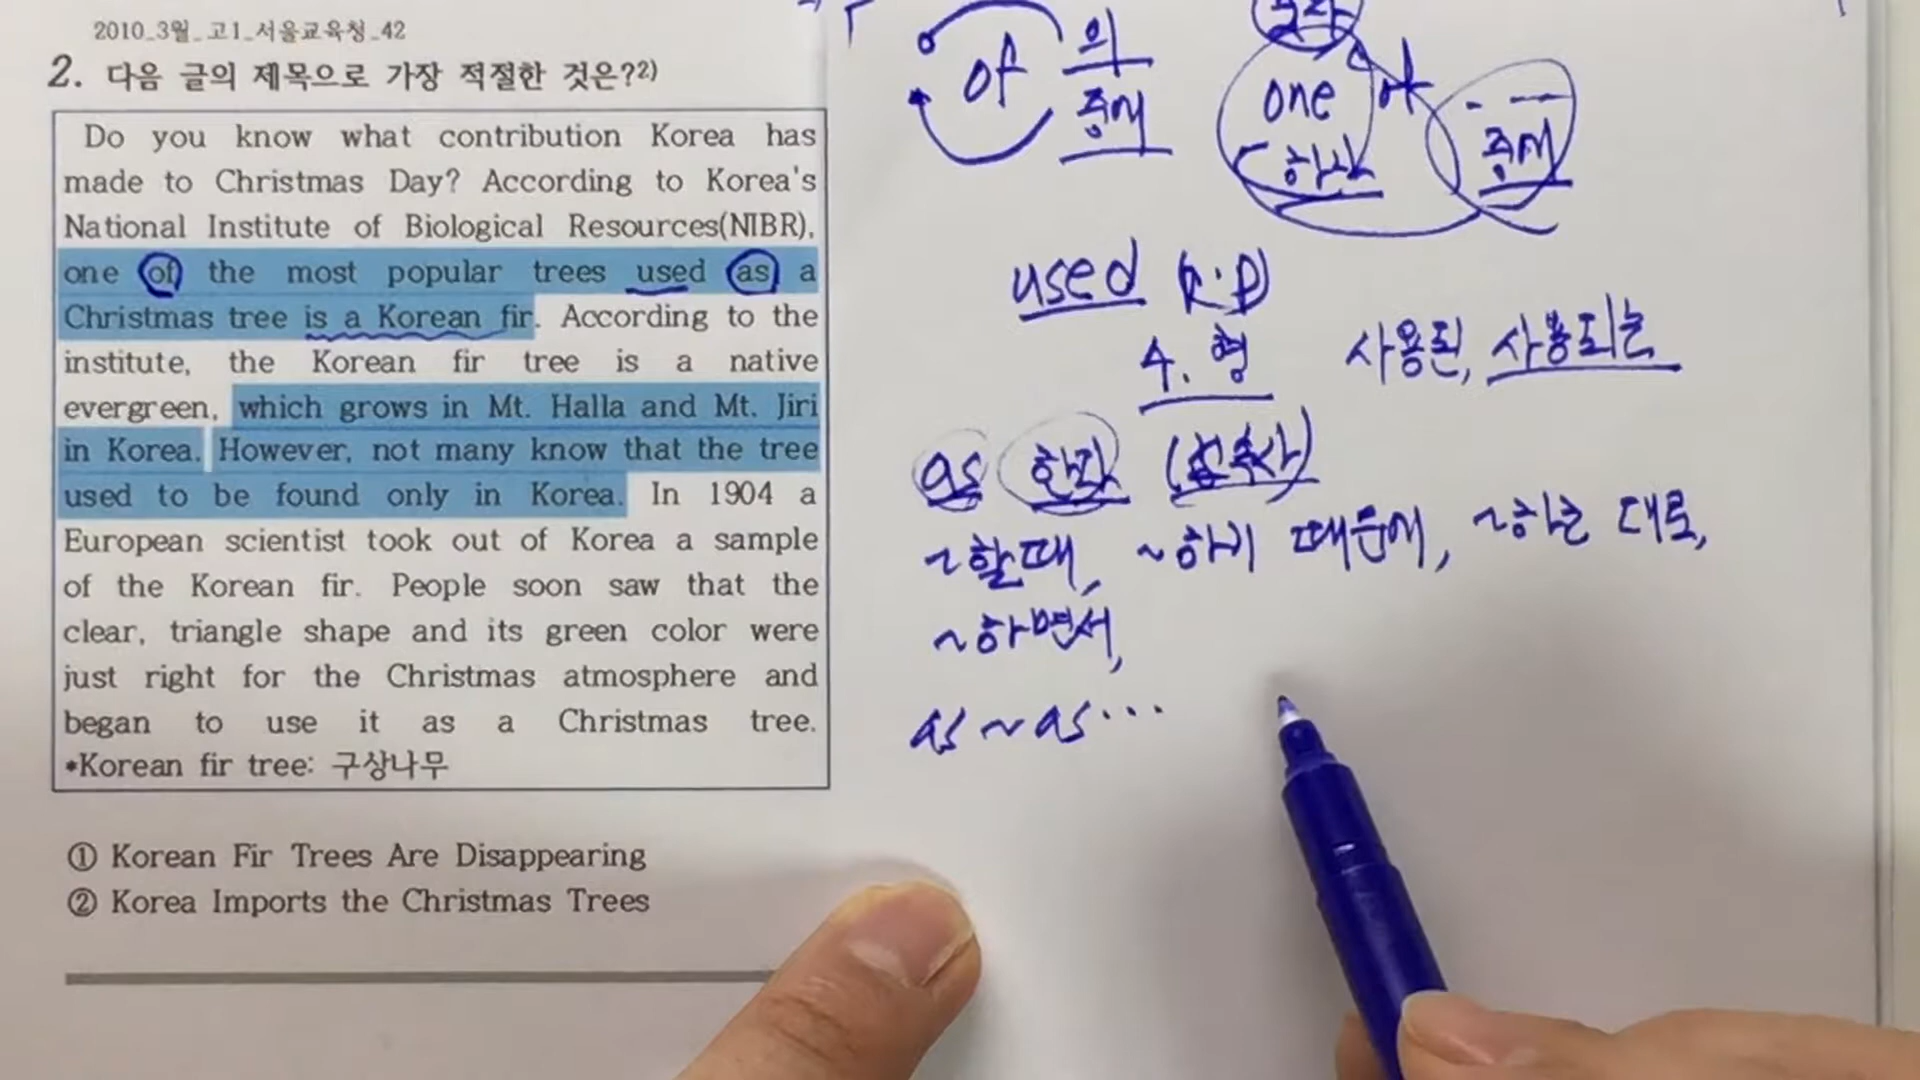 2010_3월_고1_서울교육청_42
2. 다음 글의 제목으로 가장 적절한 것은?2)
Do you know what contribution Korea has
made to Christmas Day? According to Korea's
National Institute of Biological Resources(NIBR),
one of the most popular trees used as a
Christmas tree is a Korean fir. According to the
institute, the Korean fir tree is a native
evergreen, which grows in Mt. Halla and Mt. Jiri
in Korea. However, not many know that the tree
used to be found only in Korea. In 1904 a
European scientist took out of Korea a sample
of the Korean fir. People soon saw that the
clear, triangle shape and its green color were
just right for the Christmas atmosphere and
began to use it as a Christmas tree.
*Korean fir tree: 구상나무
① Korean Fir Trees Are Disappearing
② Korea Imports the Christmas Trees
of 의
중에
one
하나
중에
used (P.P)
4. 형 사용된, 사용되는
as (접속사)
~할때, ~하기 때문에, ~하는 대로,
~하면서,
as ~ as ...